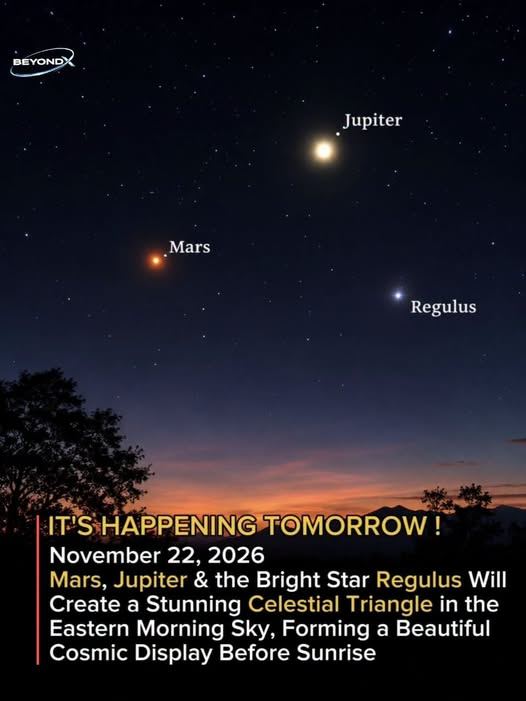 BEYONDX
Jupiter
Mars
Regulus
IT'S HAPPENING TOMORROW !
November 22, 2026
Mars, Jupiter & the Bright Star Regulus Will
Create a Stunning Celestial Triangle in the
Eastern Morning Sky, Forming a Beautiful
Cosmic Display Before Sunrise